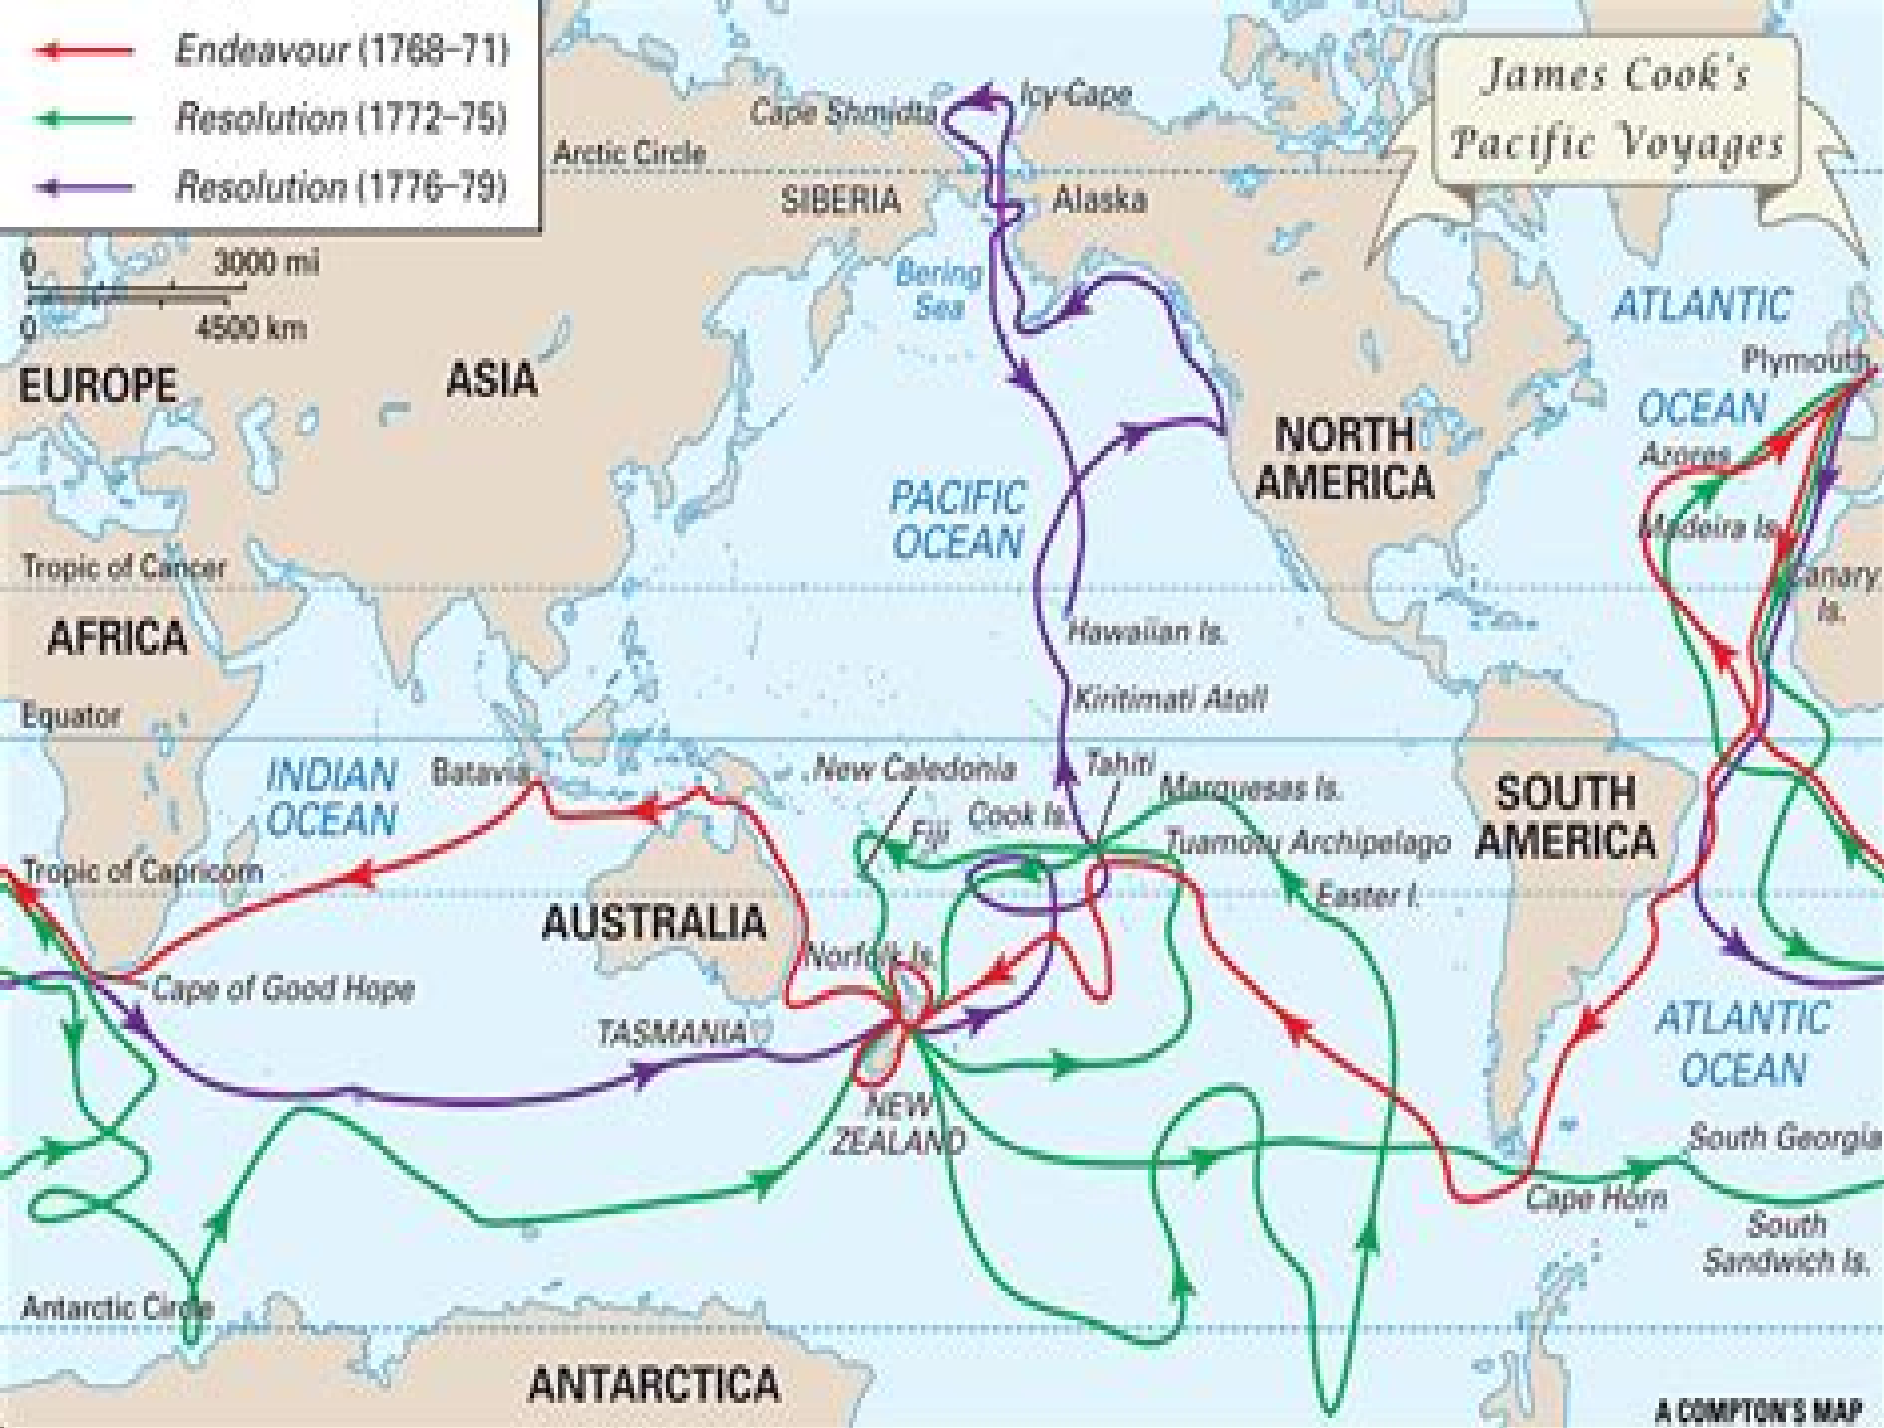 Endeavour (1768–71)
Resolution (1772–75)
Resolution (1776–79)
James Cook's
Pacific Voyages
0 3000 mi
0 4500 km
Cape Shmidta
Icy Cape
Arctic Circle
SIBERIA
Alaska
Bering
Sea
ATLANTIC
OCEAN
Plymouth
EUROPE
ASIA
NORTH
AMERICA
Azores
PACIFIC
OCEAN
Madeira Is.
Canary
Is.
Tropic of Cancer
AFRICA
Hawaiian Is.
Kiritimati Atoll
Equator
INDIAN
OCEAN
Batavia
New Caledonia
Tahiti
Marquesas Is.
Cook Is.
Fiji
Tuamotu Archipelago
SOUTH
AMERICA
Tropic of Capricorn
Easter I.
AUSTRALIA
Norfolk Is.
Cape of Good Hope
TASMANIA
ATLANTIC
OCEAN
NEW
ZEALAND
South Georgia
Cape Horn
South
Sandwich Is.
Antarctic Circle
ANTARCTICA
A COMPTON'S MAP